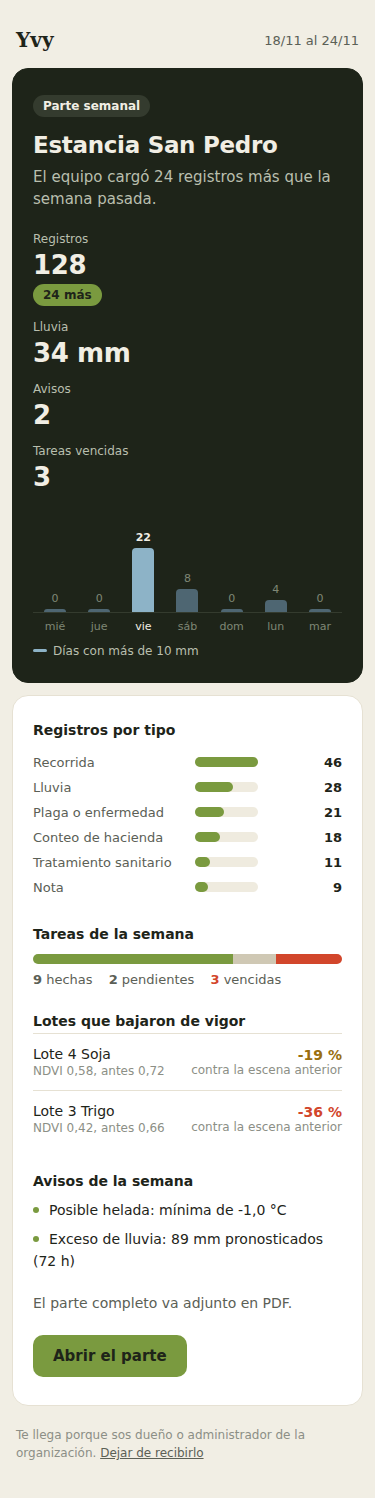 Yvy 18/11 al 24/11
Parte semanal
Estancia San Pedro
El equipo cargó 24 registros más que la
semana pasada.
Registros
128
24 más
Lluvia
34 mm
Avisos
2
Tareas vencidas
3
0 0 22 8 0 4 0
mié jue vie sáb dom lun mar
Días con más de 10 mm
Registros por tipo
Recorrida 46
Lluvia 28
Plaga o enfermedad 21
Conteo de hacienda 18
Tratamiento sanitario 11
Nota 9
Tareas de la semana
9 hechas 2 pendientes 3 vencidas
Lotes que bajaron de vigor
Lote 4 Soja -19 %
NDVI 0,58, antes 0,72 contra la escena anterior
Lote 3 Trigo -36 %
NDVI 0,42, antes 0,66 contra la escena anterior
Avisos de la semana
Posible helada: mínima de -1,0 °C
Exceso de lluvia: 89 mm pronosticados
(72 h)
El parte completo va adjunto en PDF.
Abrir el parte
Te llega porque sos dueño o administrador de la
organización. Dejar de recibirlo